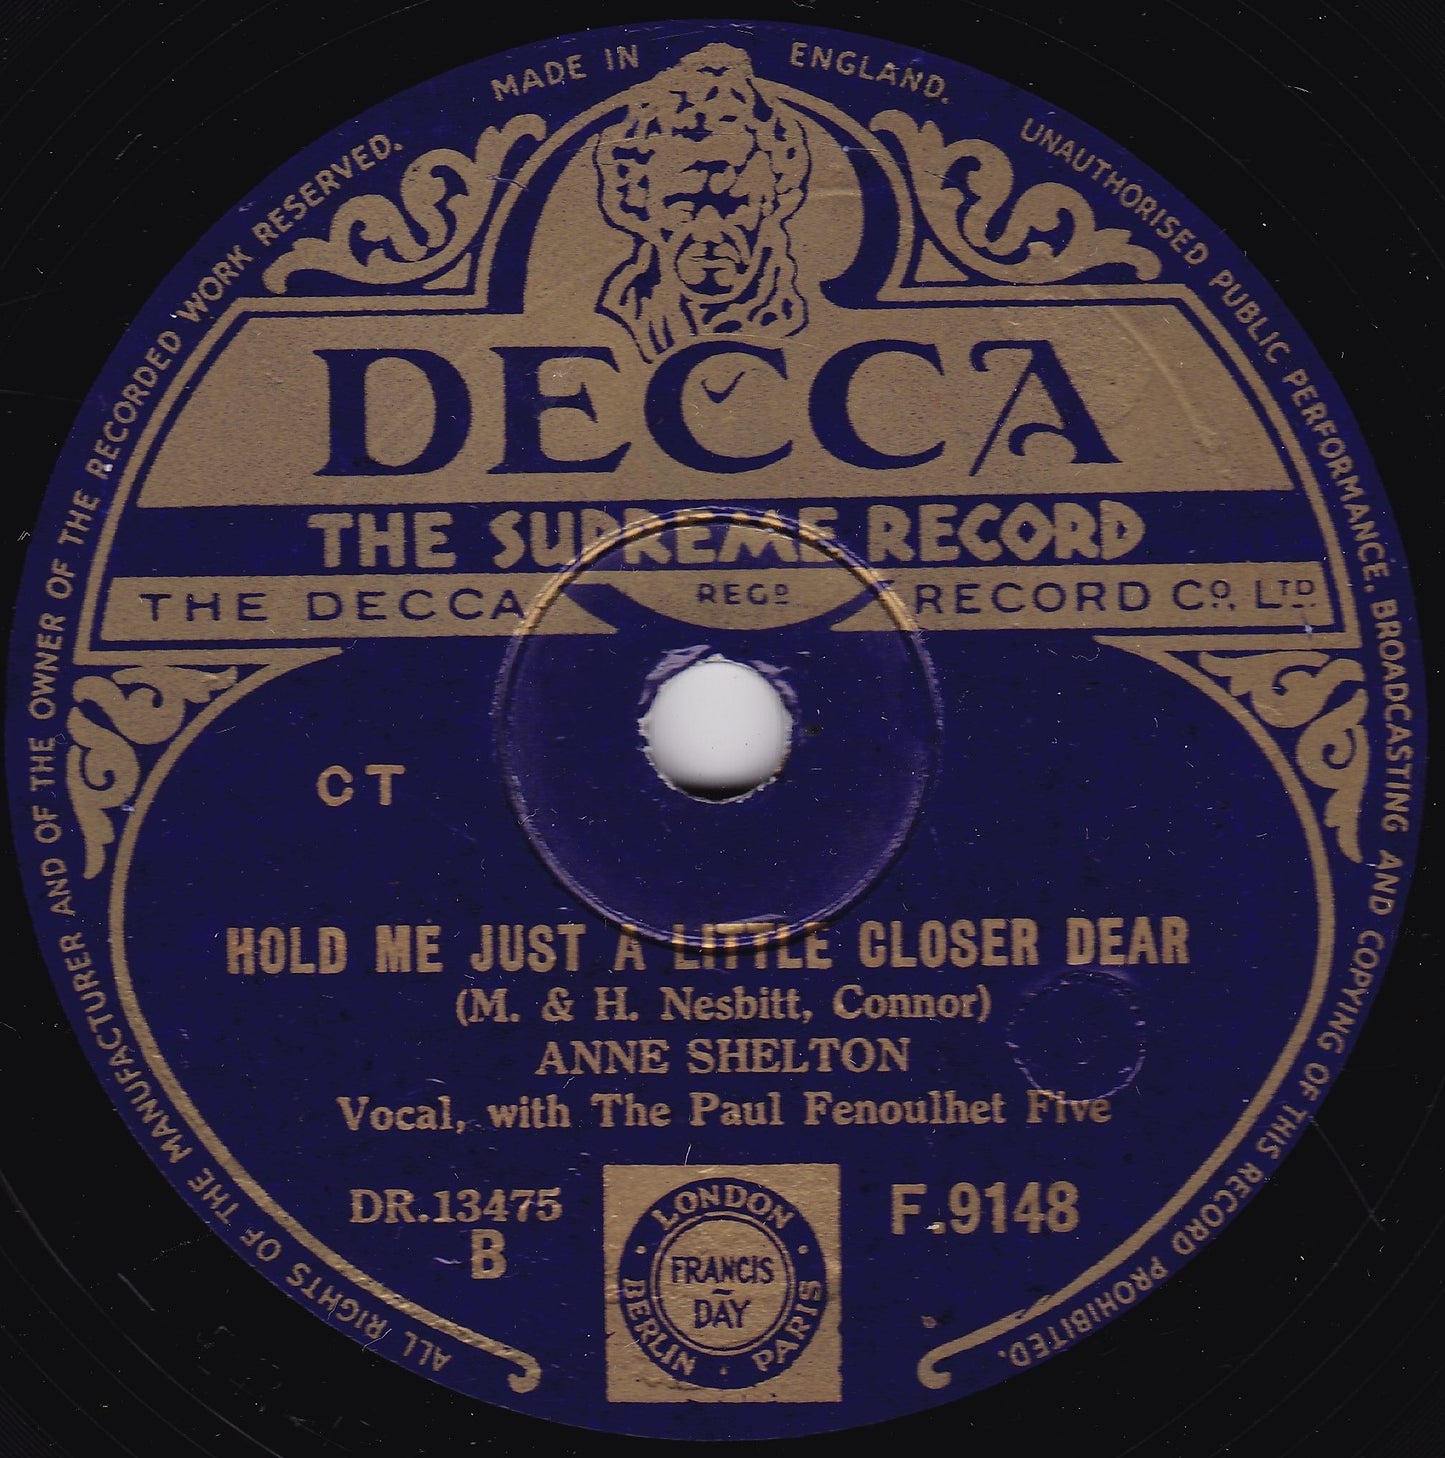 MADE IN ENGLAND.
ALL RIGHTS OF THE MANUFACTURER AND OF THE OWNER OF THE RECORDED WORK RESERVED.
UNAUTHORISED PUBLIC PERFORMANCE. BROADCASTING AND COPYING OF THIS RECORD PROHIBITED.
DECCA
THE SUPREME RECORD
THE DECCA REGD RECORD CO. LTD.
CT
HOLD ME JUST A LITTLE CLOSER DEAR
(M. & H. Nesbitt, Connor)
ANNE SHELTON
Vocal, with The Paul Fenoulhet Five
DR.13475
B
F.9148
LONDON
FRANCIS
~
DAY
BERLIN · PARIS